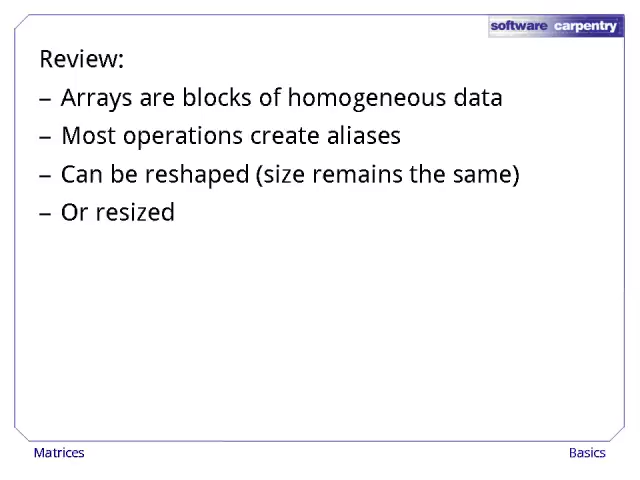 software carpentry
Review:
– Arrays are blocks of homogeneous data
– Most operations create aliases
– Can be reshaped (size remains the same)
– Or resized
Matrices
Basics